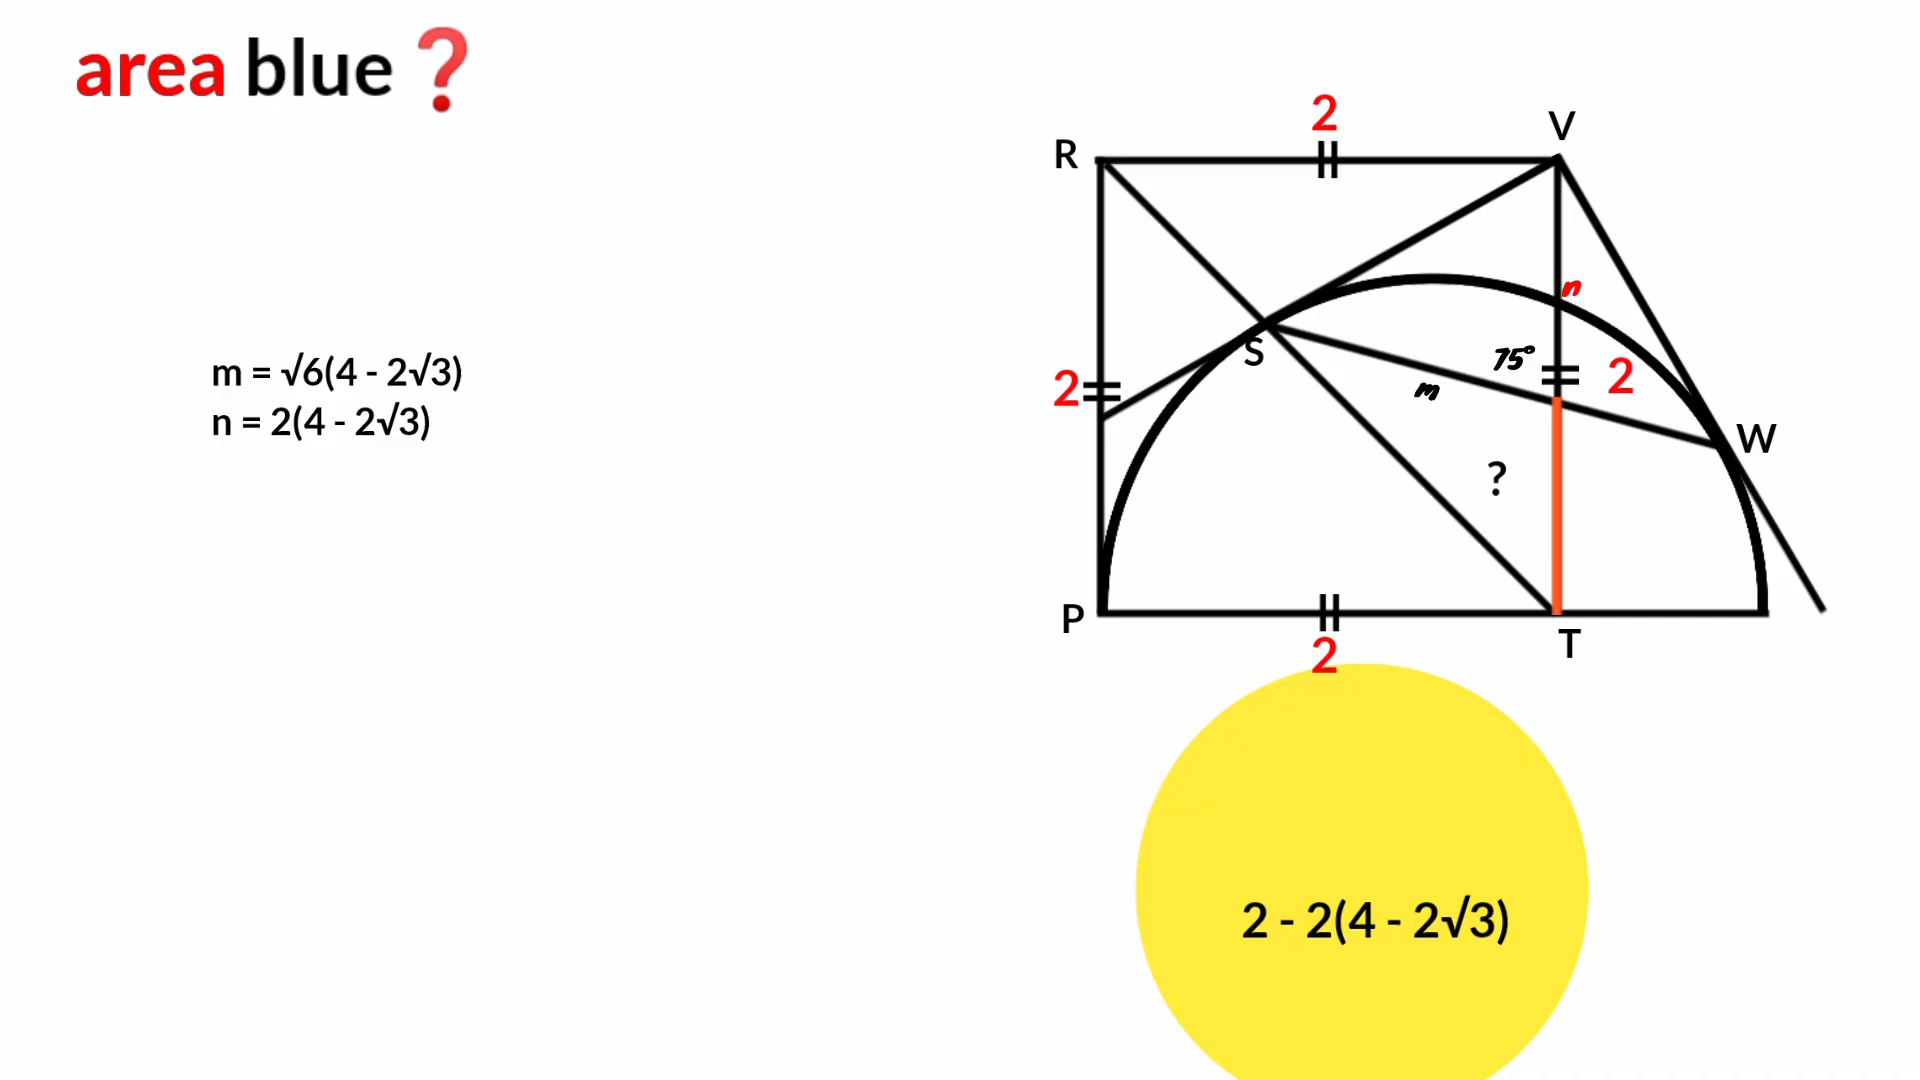 area blue ❓
2
V
R
n
75°
S
2
2
m
m = √6(4 - 2√3)
n = 2(4 - 2√3)
W
?
P
T
2
2 - 2(4 - 2√3)